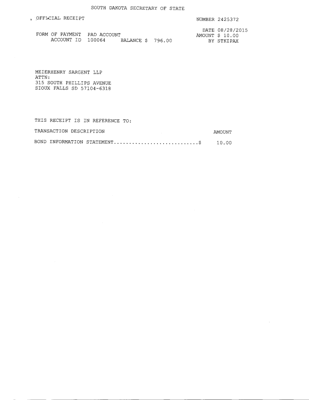 SOUTH DAKOTA SECRETARY OF STATE
OFFICIAL RECEIPT NUMBER 2421372
DATE 08/28/2015
FORM OF PAYMENT PAD ACCOUNT AMOUNT $ 10.00
ACCOUNT ID 100064 BALANCE $ 796.00 BY STKSPAX
MEIERHENRY SARGENT LLP
ATTN:
315 SOUTH PHILLIPS AVENUE
SIOUX FALLS SD 57104-6318
THIS RECEIPT IS IN REFERENCE TO:
TRANSACTION DESCRIPTION AMOUNT
BOND INFORMATION STATEMENT............................$ 10.00